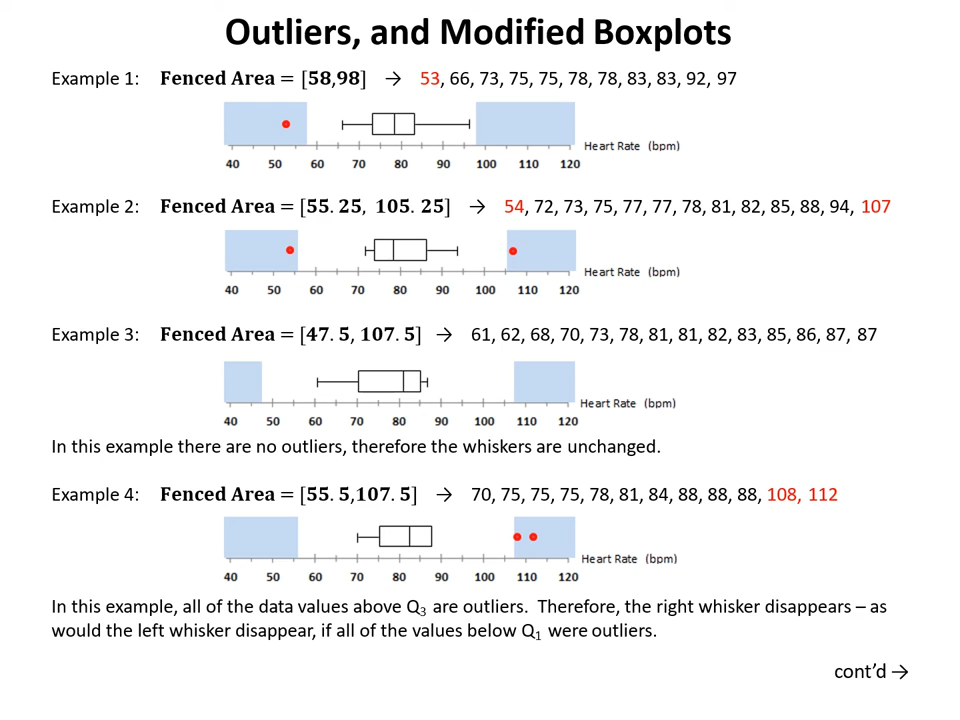 Outliers, and Modified Boxplots
Example 1: Fenced Area = [58,98] → 53, 66, 73, 75, 75, 78, 78, 83, 83, 92, 97
Heart Rate (bpm)
40 50 60 70 80 90 100 110 120
Example 2: Fenced Area = [55. 25, 105. 25] → 54, 72, 73, 75, 77, 77, 78, 81, 82, 85, 88, 94, 107
Heart Rate (bpm)
40 50 60 70 80 90 100 110 120
Example 3: Fenced Area = [47. 5, 107. 5] → 61, 62, 68, 70, 73, 78, 81, 81, 82, 83, 85, 86, 87, 87
Heart Rate (bpm)
40 50 60 70 80 90 100 110 120
In this example there are no outliers, therefore the whiskers are unchanged.
Example 4: Fenced Area = [55. 5,107. 5] → 70, 75, 75, 75, 78, 81, 84, 88, 88, 88, 108, 112
Heart Rate (bpm)
40 50 60 70 80 90 100 110 120
In this example, all of the data values above Q₃ are outliers. Therefore, the right whisker disappears – as
would the left whisker disappear, if all of the values below Q₁ were outliers.
cont’d →